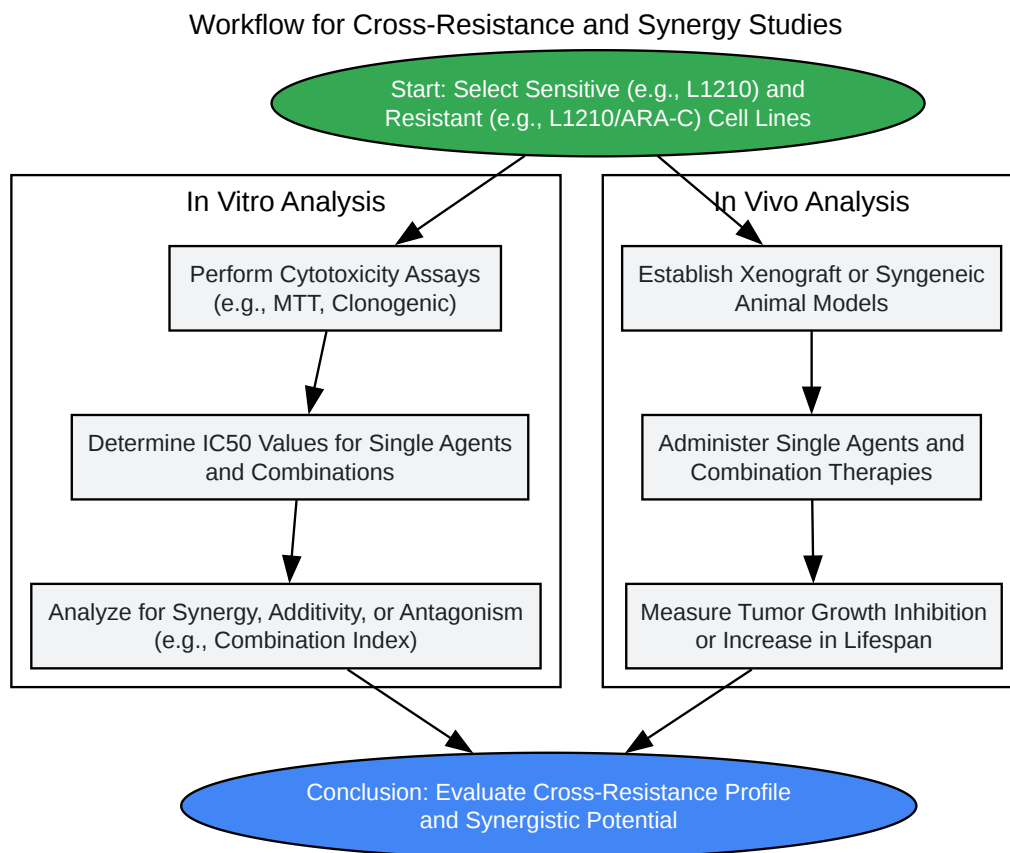 Workflow for Cross-Resistance and Synergy Studies
Start: Select Sensitive (e.g., L1210) and
Resistant (e.g., L1210/ARA-C) Cell Lines
In Vitro Analysis
Perform Cytotoxicity Assays
(e.g., MTT, Clonogenic)
Determine IC50 Values for Single Agents
and Combinations
Analyze for Synergy, Additivity, or Antagonism
(e.g., Combination Index)
In Vivo Analysis
Establish Xenograft or Syngeneic
Animal Models
Administer Single Agents and
Combination Therapies
Measure Tumor Growth Inhibition
or Increase in Lifespan
Conclusion: Evaluate Cross-Resistance Profile
and Synergistic Potential